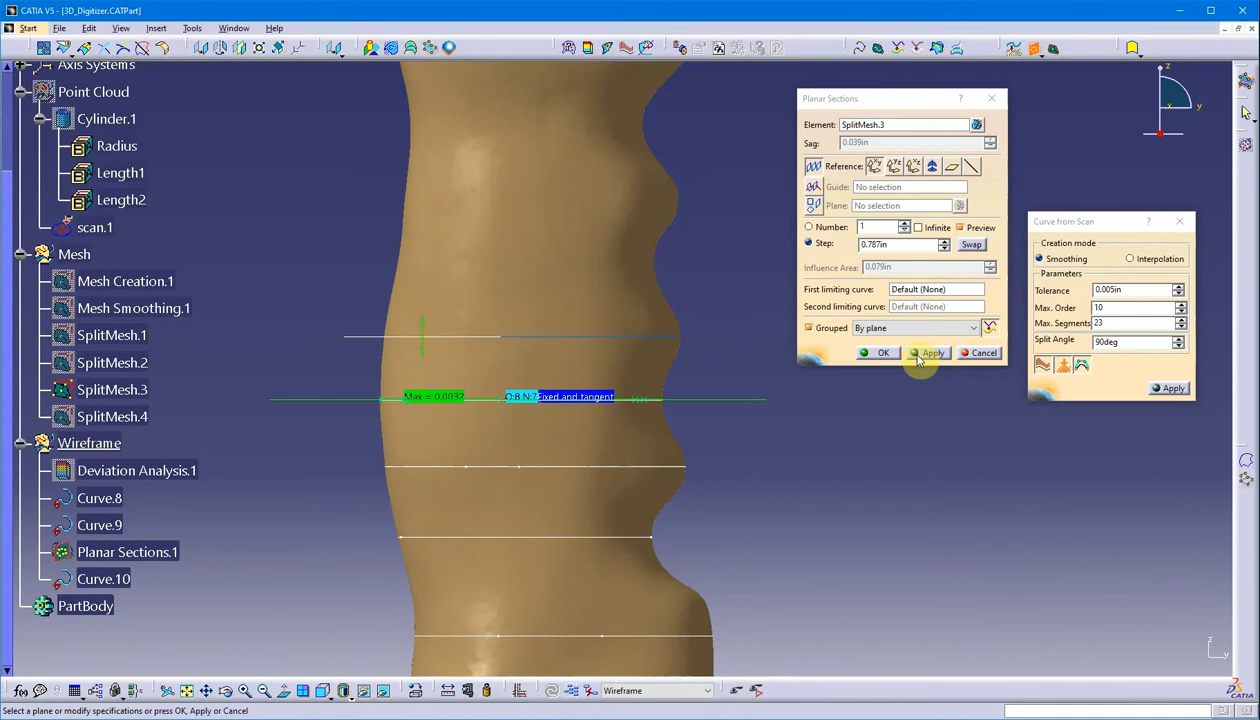 CATIA V5 - [3D_Digitizer.CATPart]
Start File Edit View Insert Tools Window Help
Axis Systems
Point Cloud
Cylinder.1
Radius
Length1
Length2
scan.1
Mesh
Mesh Creation.1
Mesh Smoothing.1
SplitMesh.1
SplitMesh.2
SplitMesh.3
SplitMesh.4
Wireframe
Deviation Analysis.1
Curve.8
Curve.9
Planar Sections.1
Curve.10
PartBody
Max = 0.0032 O:8 N:7 Fixed and tangent
z
y
x
Planar Sections ?
Element: SplitMesh.3
Sag: 0.039in
Reference:
Guide: No selection
Plane: No selection
Number: 1 Infinite Preview
Step: 0.787in Swap
Influence Area: 0.079in
First limiting curve: Default (None)
Second limiting curve: Default (None)
Grouped By plane
OK Apply Cancel
Curve from Scan ?
Creation mode
Smoothing Interpolation
Parameters
Tolerance 0.005in
Max. Order 10
Max. Segments 23
Split Angle 90deg
Apply
z
y
f(x) Wireframe
Select a plane or modify specifications or press OK, Apply or Cancel